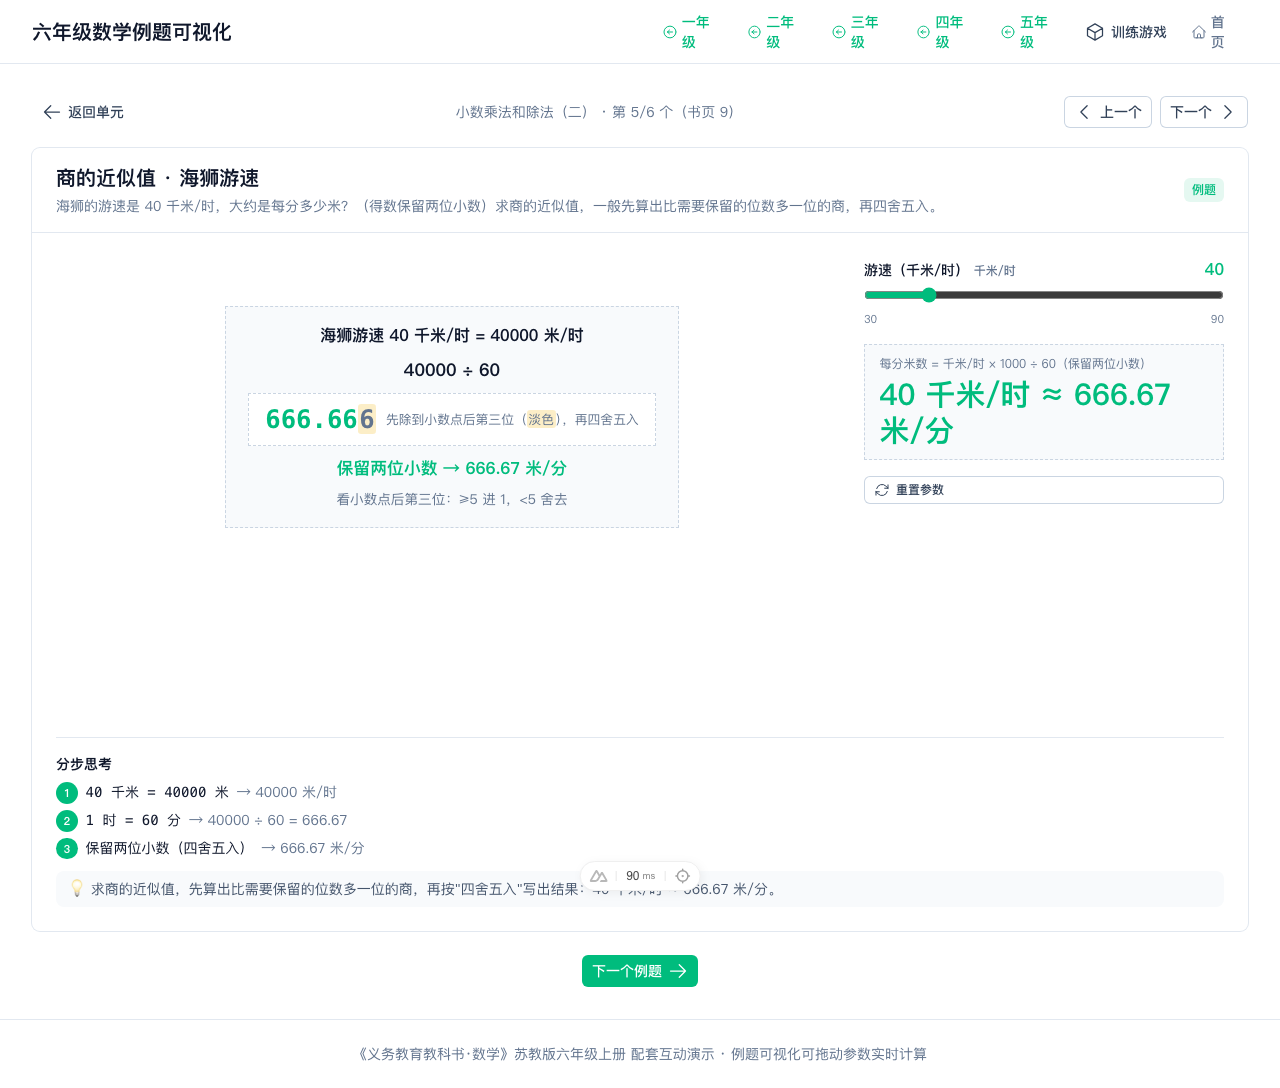 六年级数学例题可视化
一年级
二年级
三年级
四年级
五年级
训练游戏
首页
返回单元
小数乘法和除法（二） · 第 5/6 个（书页 9）
上一个
下一个
商的近似值 · 海狮游速
海狮的游速是 40 千米/时，大约是每分多少米？（得数保留两位小数）求商的近似值，一般先算出比需要保留的位数多一位的商，再四舍五入。
例题
海狮游速 40 千米/时 = 40000 米/时
40000 ÷ 60
666.666 先除到小数点后第三位（淡色），再四舍五入
保留两位小数 → 666.67 米/分
看小数点后第三位：≥5 进 1，<5 舍去
游速（千米/时） 千米/时 40
30 90
每分米数 = 千米/时 × 1000 ÷ 60（保留两位小数）
40 千米/时 ≈ 666.67
米/分
重置参数
分步思考
1 40 千米 = 40000 米 → 40000 米/时
2 1 时 = 60 分 → 40000 ÷ 60 = 666.67
3 保留两位小数（四舍五入） → 666.67 米/分
求商的近似值，先算出比需要保留的位数多一位的商，再按"四舍五入"写出结果：40 千米/时 666.67 米/分。
90 ms
下一个例题
《义务教育教科书·数学》苏教版六年级上册 配套互动演示 · 例题可视化可拖动参数实时计算